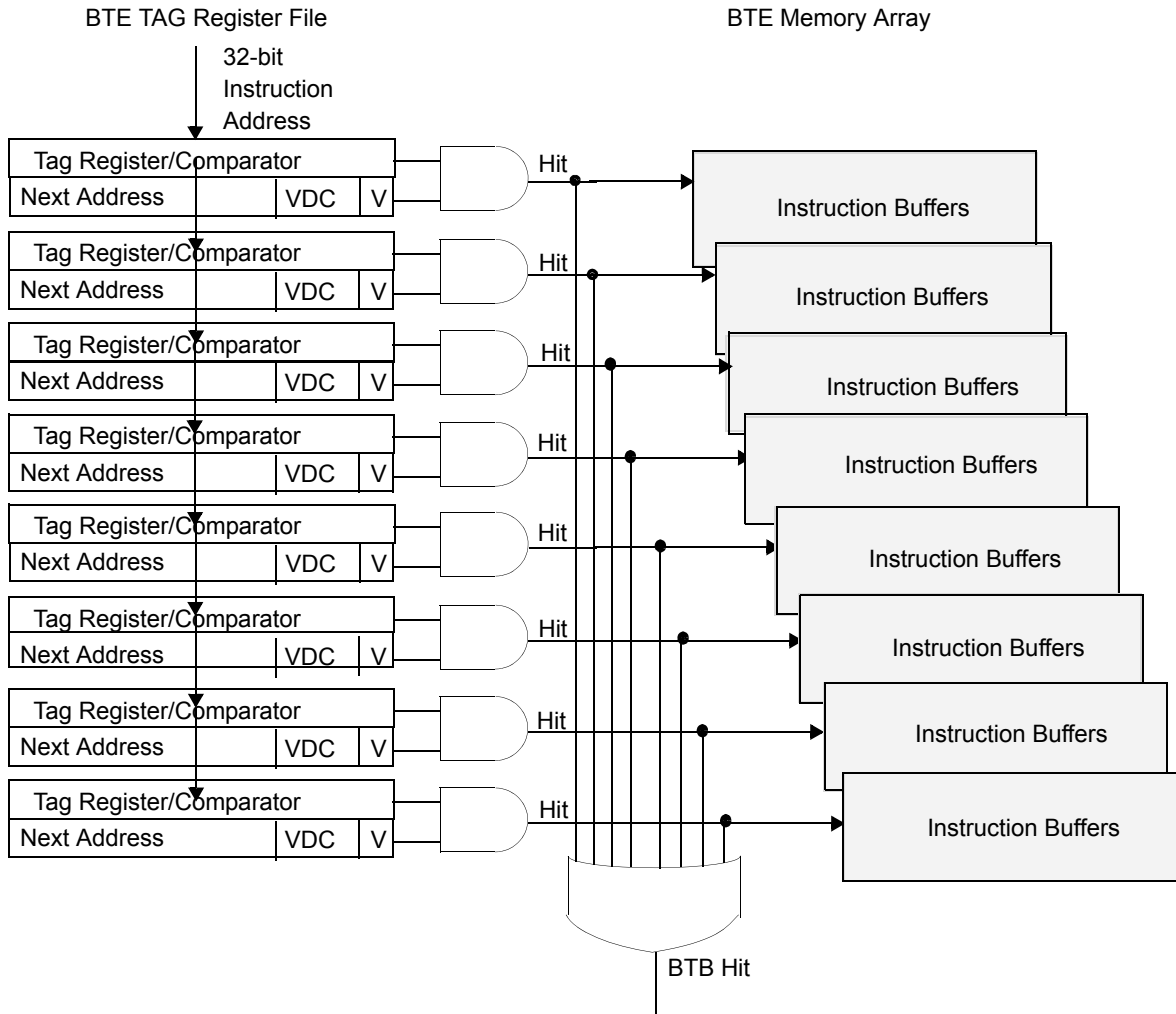 BTE TAG Register File
BTE Memory Array
32-bit
Instruction
Address
Tag Register/Comparator
Next Address VDC V
Hit
Instruction Buffers
Tag Register/Comparator
Next Address VDC V
Hit
Instruction Buffers
Tag Register/Comparator
Next Address VDC V
Hit
Instruction Buffers
Tag Register/Comparator
Next Address VDC V
Hit
Instruction Buffers
Tag Register/Comparator
Next Address VDC V
Hit
Instruction Buffers
Tag Register/Comparator
Next Address VDC V
Hit
Instruction Buffers
Tag Register/Comparator
Next Address VDC V
Hit
Instruction Buffers
Tag Register/Comparator
Next Address VDC V
Hit
Instruction Buffers
BTB Hit